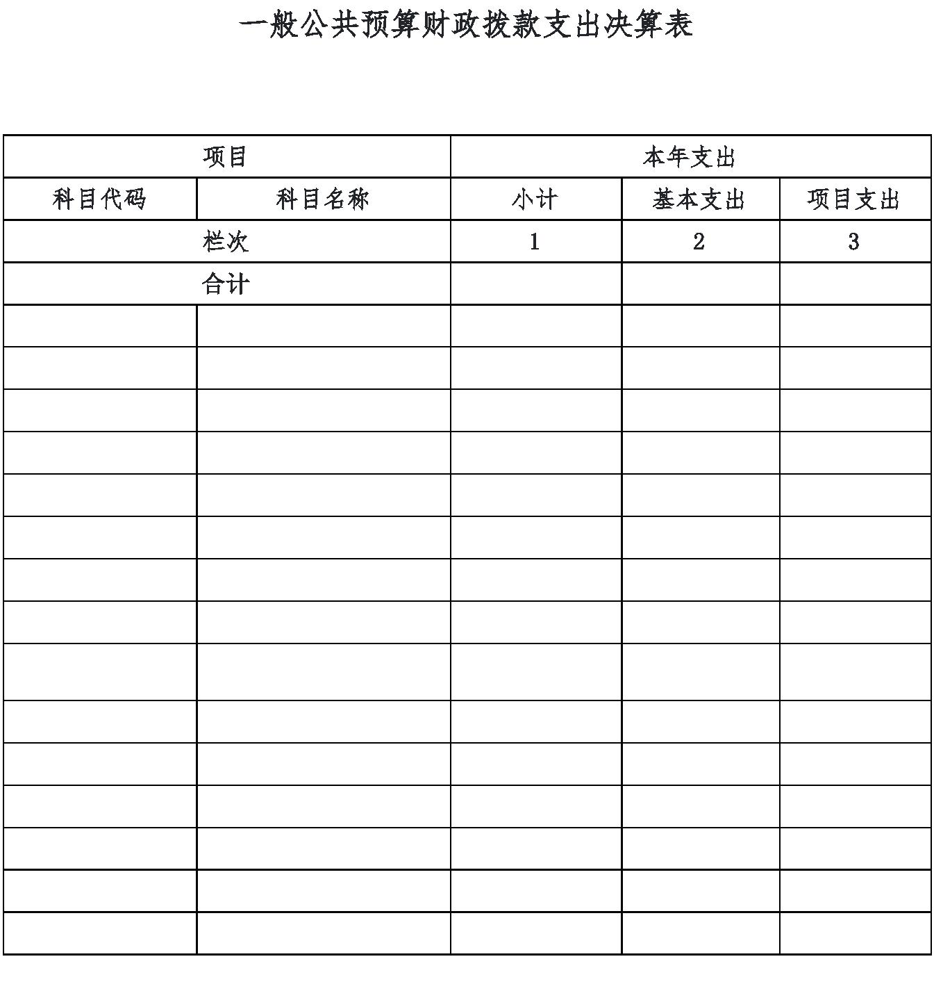 一般公共预算财政拨款支出决算表
项目 本年支出
科目代码 科目名称 小计 基本支出 项目支出
栏次 1 2 3
合计